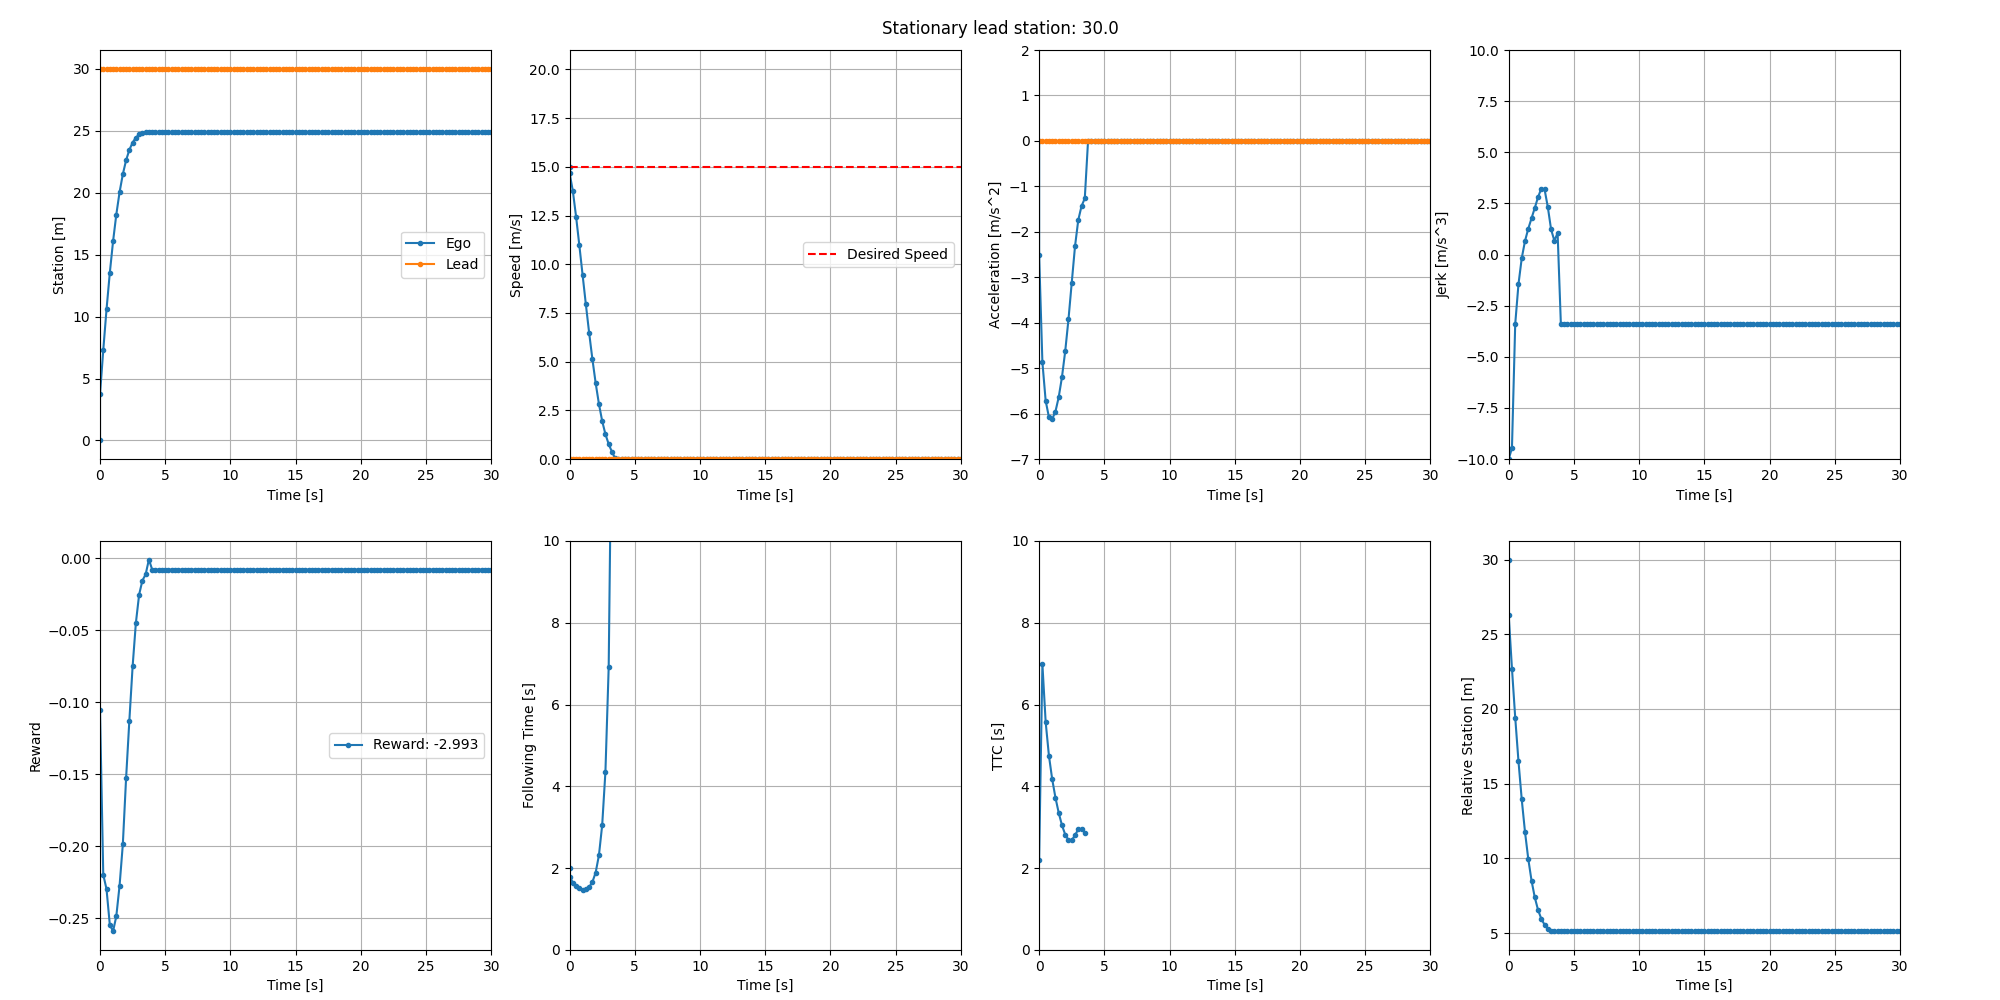 Stationary lead station: 30.0
Station [m]
30
25
20
15
10
5
0
Ego
Lead
0 5 10 15 20 25 30
Time [s]
Speed [m/s]
20.0
17.5
15.0
12.5
10.0
7.5
5.0
2.5
0.0
Desired Speed
0 5 10 15 20 25 30
Time [s]
Acceleration [m/s^2]
2
1
0
−1
−2
−3
−4
−5
−6
−7
0 5 10 15 20 25 30
Time [s]
Jerk [m/s^3]
10.0
7.5
5.0
2.5
0.0
−2.5
−5.0
−7.5
−10.0
0 5 10 15 20 25 30
Time [s]
Reward
0.00
−0.05
−0.10
−0.15
−0.20
−0.25
Reward: -2.993
0 5 10 15 20 25 30
Time [s]
Following Time [s]
10
8
6
4
2
0
0 5 10 15 20 25 30
Time [s]
TTC [s]
10
8
6
4
2
0
0 5 10 15 20 25 30
Time [s]
Relative Station [m]
30
25
20
15
10
5
0 5 10 15 20 25 30
Time [s]